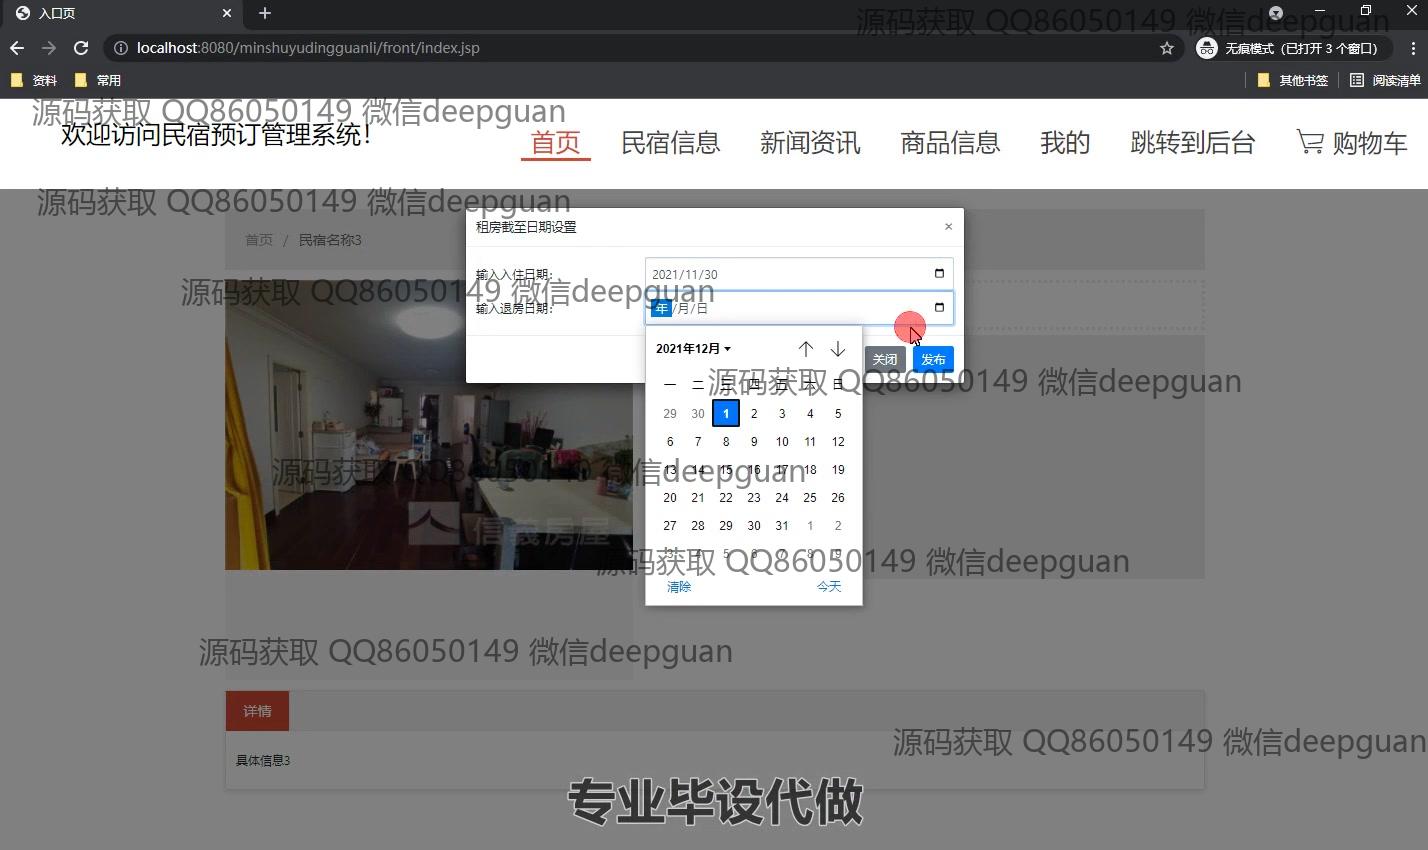 入口页
localhost:8080/minshuyudingguanli/front/index.jsp
无痕模式（已打开 3 个窗口）
资料
常用
其他书签
阅读清单
源码获取 QQ86050149 微信deepguan
源码获取 QQ86050149 微信deepguan
欢迎访问民宿预订管理系统!
首页 民宿信息 新闻资讯 商品信息 我的 跳转到后台 购物车
源码获取 QQ86050149 微信deepguan
首页 / 民宿名称3
租房截至日期设置 ×
输入入住日期: 2021/11/30
源码获取 QQ86050149 微信deepguan
输入退房日期: 年/月/日
关闭 发布
2021年12月
源码获取 QQ86050149 微信deepguan
一 二 三 四 五 六 日
29 30 1 2 3 4 5
6 7 8 9 10 11 12
13 14 15 16 17 18 19
源码获取 QQ86050149 微信deepguan
20 21 22 23 24 25 26
27 28 29 30 31 1 2
3 4 5 6 7 8 9
源码获取 QQ86050149 微信deepguan
清除 今天
信義房屋
源码获取 QQ86050149 微信deepguan
详情
源码获取 QQ86050149 微信deepguan
具体信息3
专业毕设代做